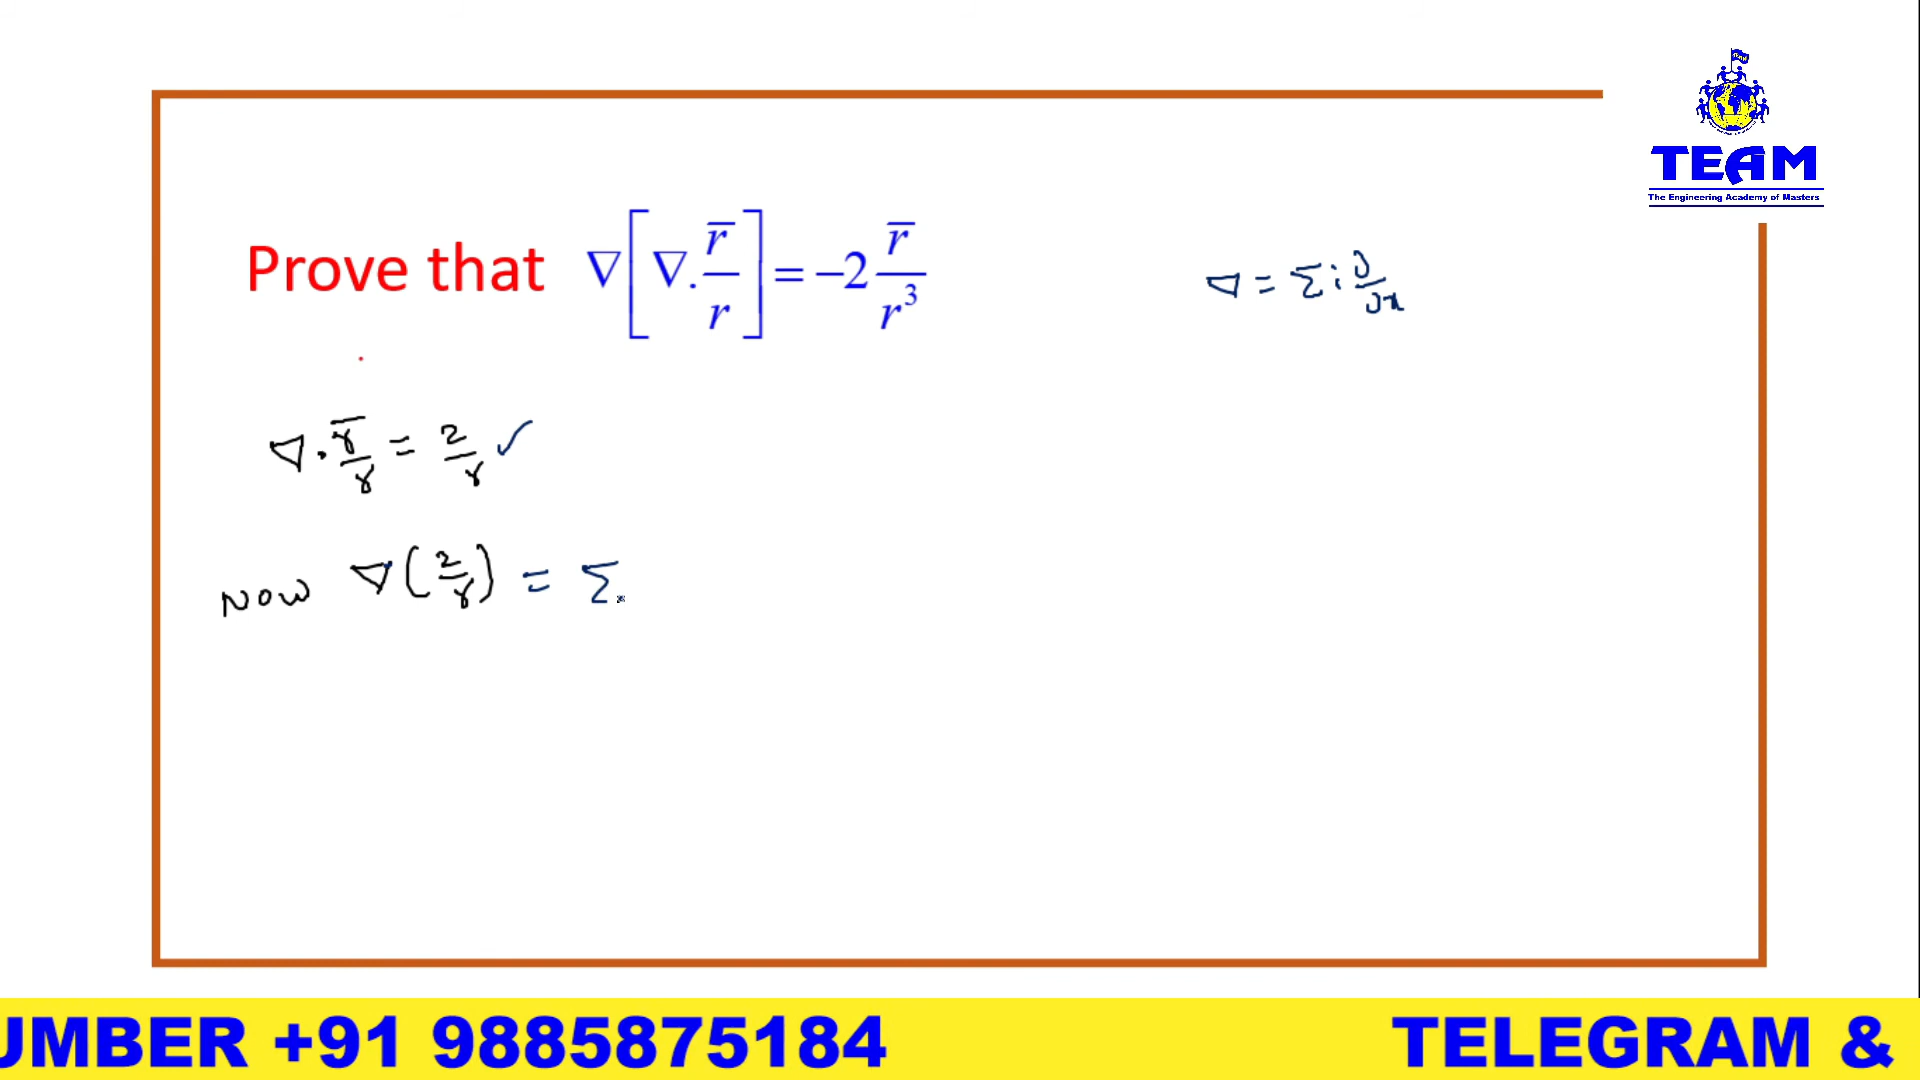 TEAM
The Engineering Academy of Masters
Prove that ∇[∇. r̅/r] = −2 r̅/r³
∇ = Σ i ∂/∂x
∇ . r̅/r = 2/r ✓
NOW ∇(2/r) = Σ
UMBER +91 9885875184 TELEGRAM &